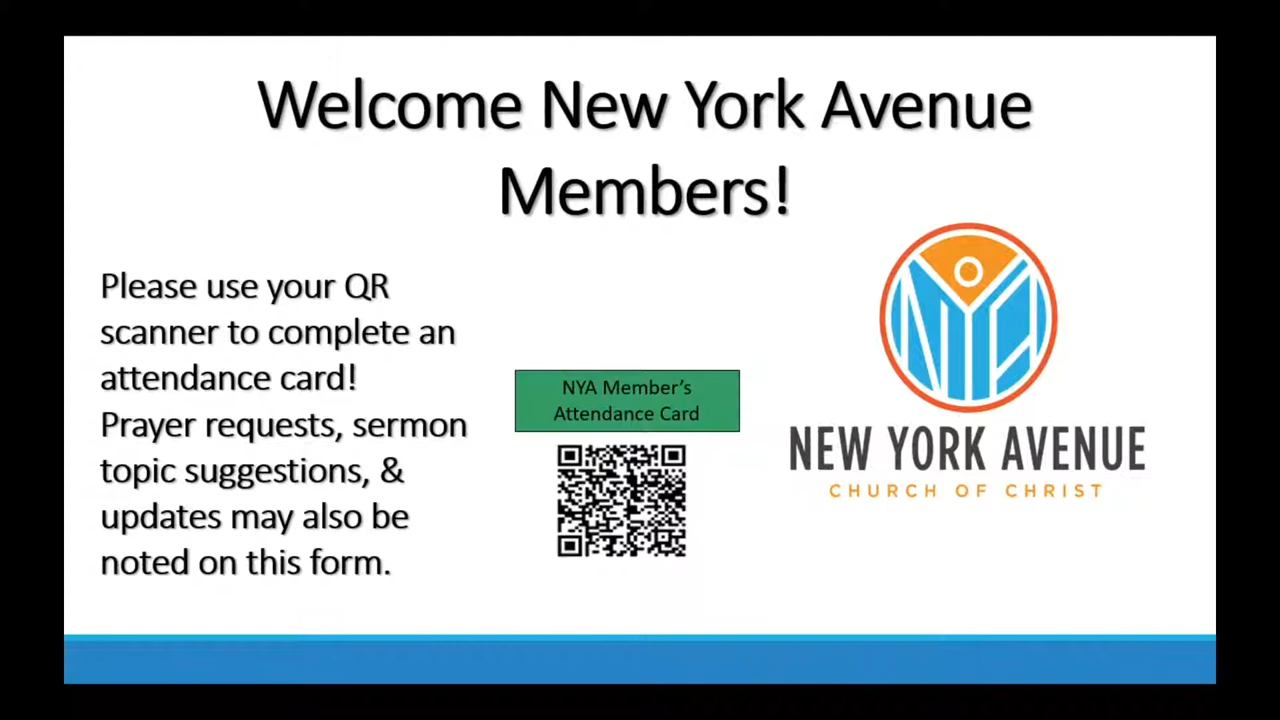 Welcome New York Avenue
Members!
Please use your QR
scanner to complete an
attendance card!
Prayer requests, sermon
topic suggestions, &
updates may also be
noted on this form.
NYA Member’s
Attendance Card
NYA
NEW YORK AVENUE
CHURCH OF CHRIST